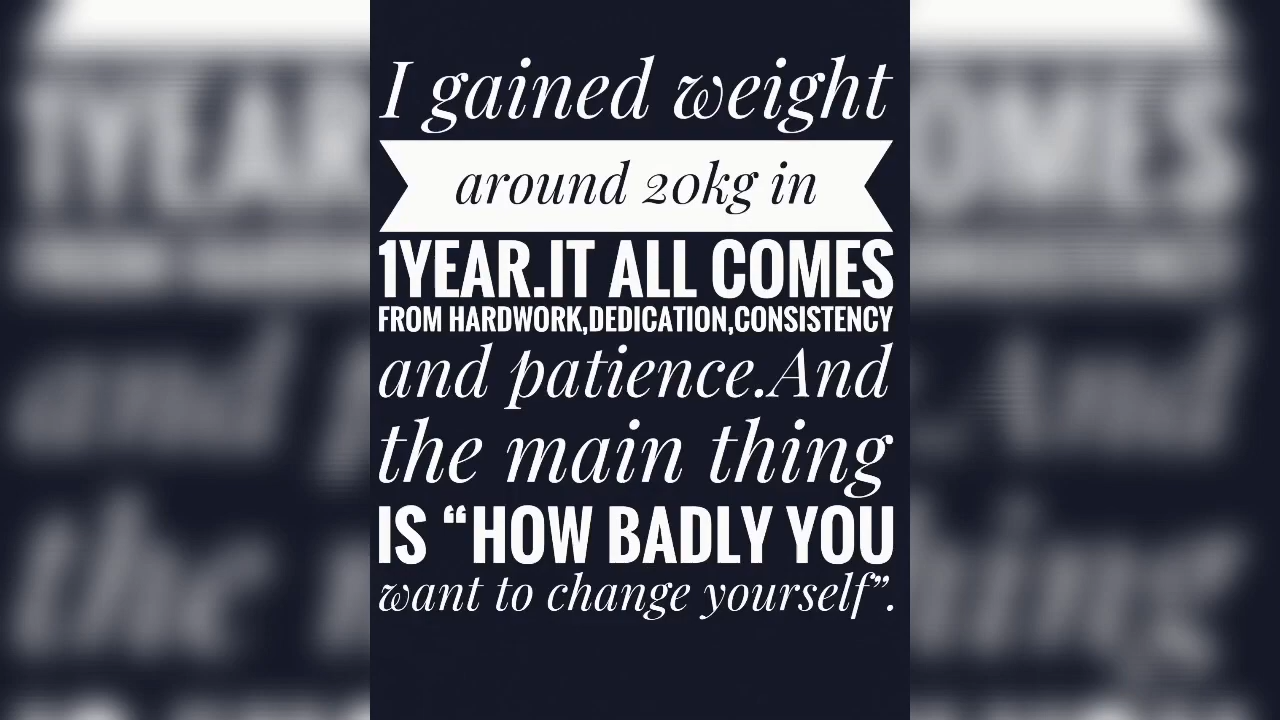 I gained weight
around 20kg in
1YEAR.IT ALL COMES
FROM HARDWORK,DEDICATION,CONSISTENCY
and patience.And
the main thing
IS “HOW BADLY YOU
want to change yourself”.